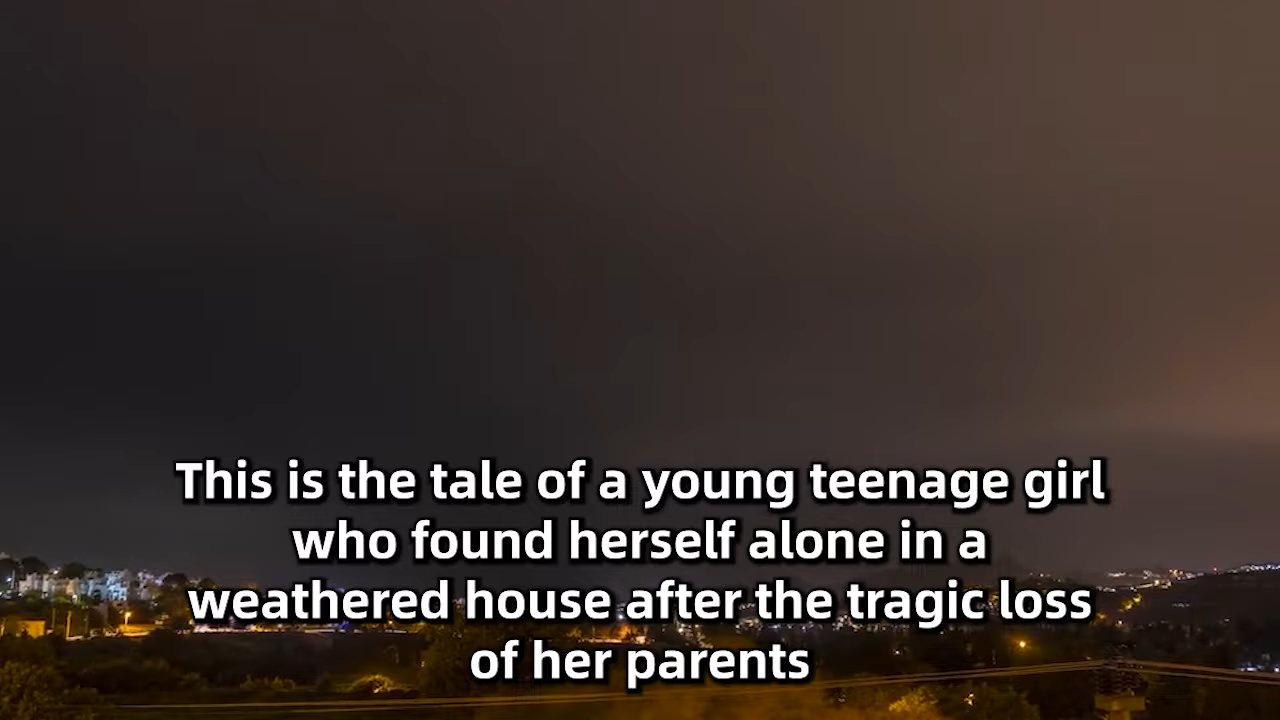 This is the tale of a young teenage girl
who found herself alone in a
weathered house after the tragic loss
of her parents